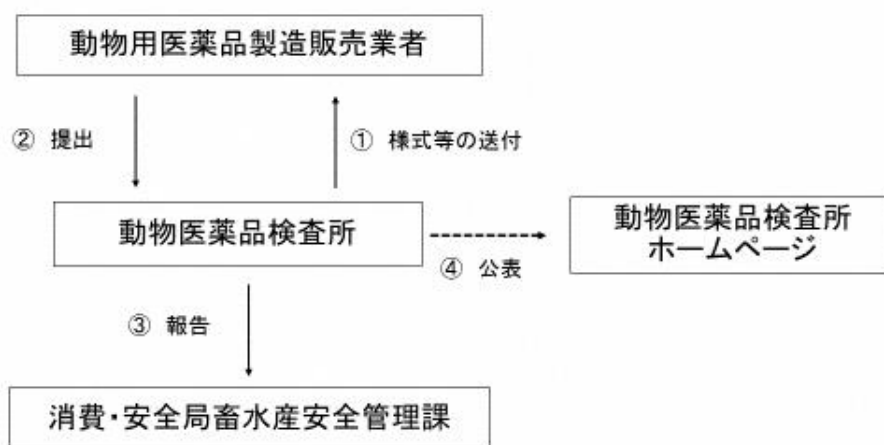 動物用医薬品製造販売業者
② 提出
① 様式等の送付
動物医薬品検査所
動物医薬品検査所
ホームページ
④ 公表
③ 報告
消費・安全局畜水産安全管理課